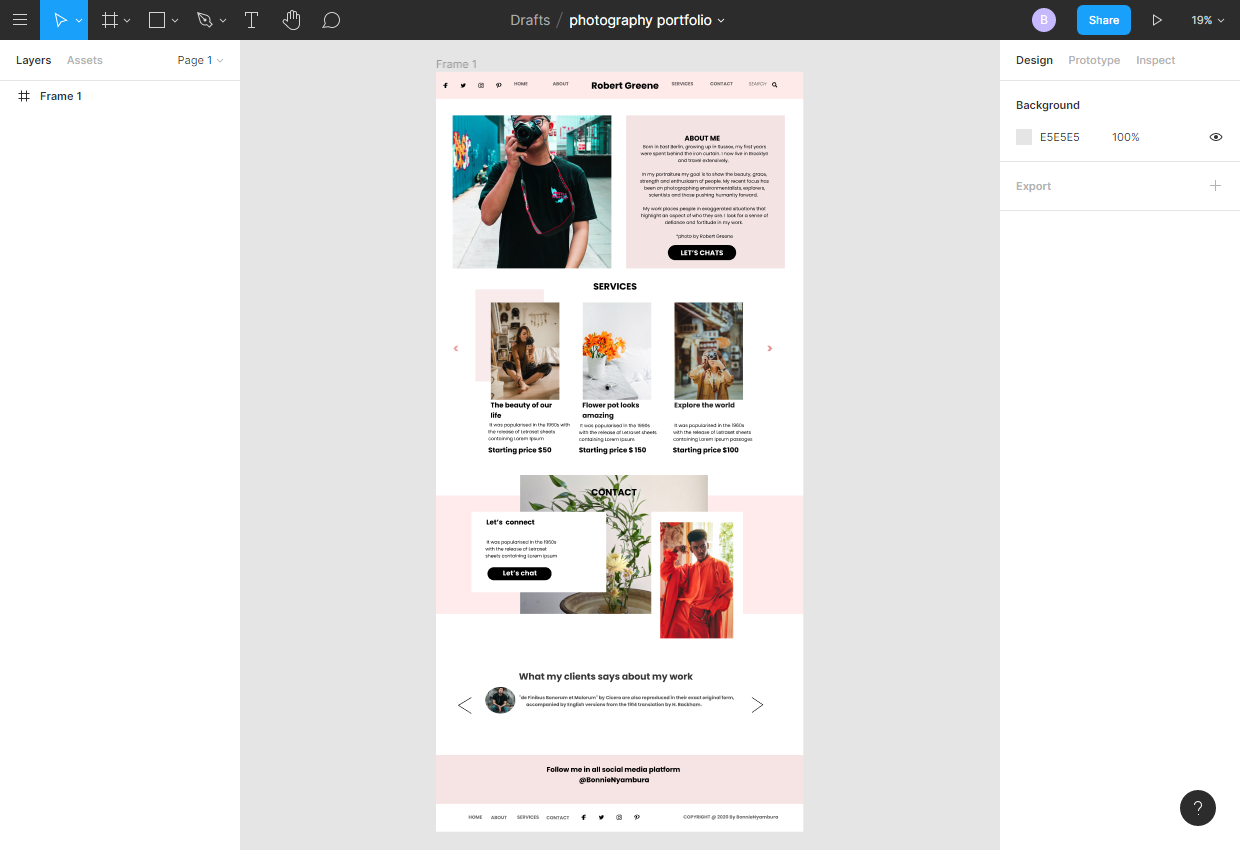 Drafts / photography portfolio
B
Share
19%
Layers
Assets
Page 1
Frame 1
Design
Prototype
Inspect
Background
E5E5E5
100%
Export
?
Frame 1
HOME
ABOUT
Robert Greene
SERVICES
CONTACT
SEARCH
ABOUT ME
Born in East Berlin, growing up in Sussex, my first years
were spent behind the iron curtain. I now live in Brooklyn
and travel extensively.
In my portraiture my goal is to show the beauty, grace,
strength and enthusiasm of people. My recent focus has
been on photographing environmentalists, explorers,
scientists and those pushing humanity forward.
My work places people in exaggerated situations that
highlight an aspect of who they are. I look for a sense of
defiance and fortitude in my work.
*photo by Robert Greene
LET'S CHATS
SERVICES
The beauty of our
life
It was popularised in the 1960s with
the release of Letraset sheets
containing Lorem Ipsum
Starting price $50
Flower pot looks
amazing
It was popularised in the 1960s
with the release of Letraset sheets
containing Lorem Ipsum
Starting price $ 150
Explore the world
It was popularised in the 1960s
with the release of Letraset sheets
containing Lorem Ipsum passages
Starting price $100
CONTACT
Let's connect
It was popularised in the 1960s
with the release of Letraset
sheets containing Lorem Ipsum
Let's chat
What my clients says about my work
"de Finibus Bonorum et Malorum" by Cicero are also reproduced in their exact original form,
accompanied by English versions from the 1914 translation by H. Rackham.
Follow me in all social media platform
@BonnieNyambura
HOME
ABOUT
SERVICES
CONTACT
COPYRIGHT @ 2020 By BonnieNyambura